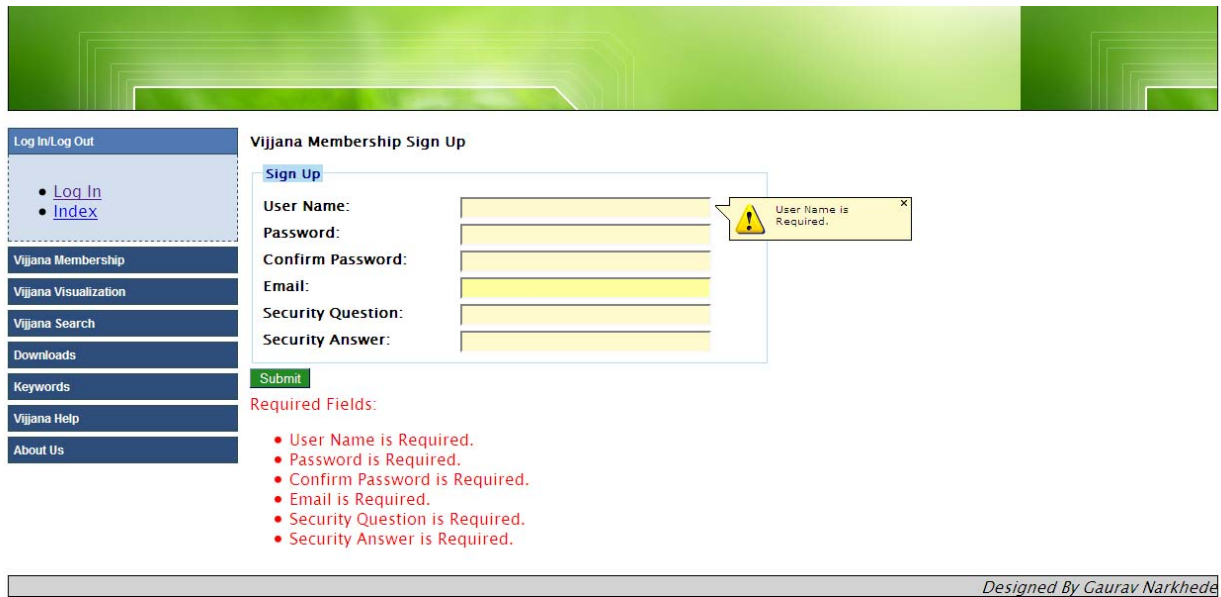 Log In/Log Out
Log In
Index
Vijjana Membership
Vijjana Visualization
Vijjana Search
Downloads
Keywords
Vijjana Help
About Us
Vijjana Membership Sign Up
Sign Up
User Name:
Password:
Confirm Password:
Email:
Security Question:
Security Answer:
User Name is
Required.
x
Submit
Required Fields:
User Name is Required.
Password is Required.
Confirm Password is Required.
Email is Required.
Security Question is Required.
Security Answer is Required.
Designed By Gaurav Narkhede